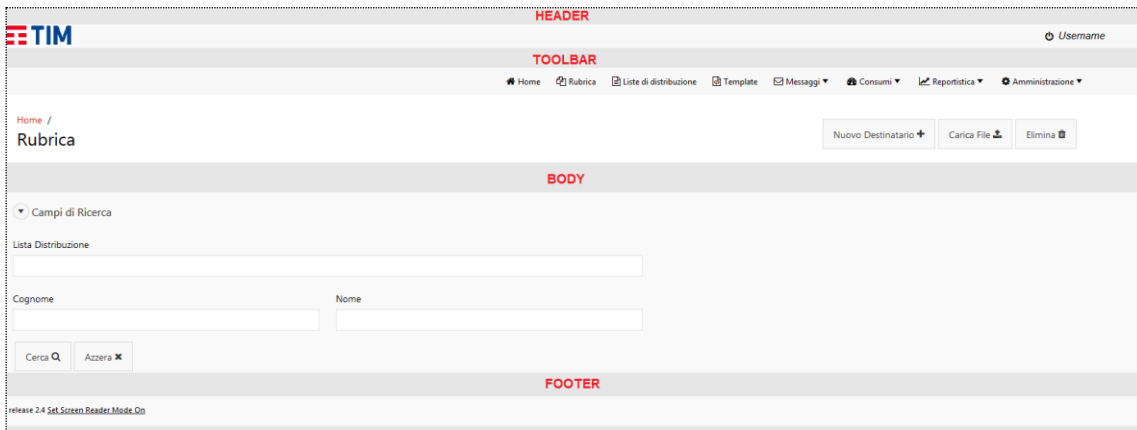 HEADER
TIM
Username
TOOLBAR
Home Rubrica Liste di distribuzione Template Messaggi Consumi Reportistica Amministrazione
Home /
Rubrica
Nuovo Destinatario Carica File Elimina
BODY
Campi di Ricerca
Lista Distribuzione
Cognome Nome
Cerca Azzera
FOOTER
release 2.4 Set Screen Reader Mode On